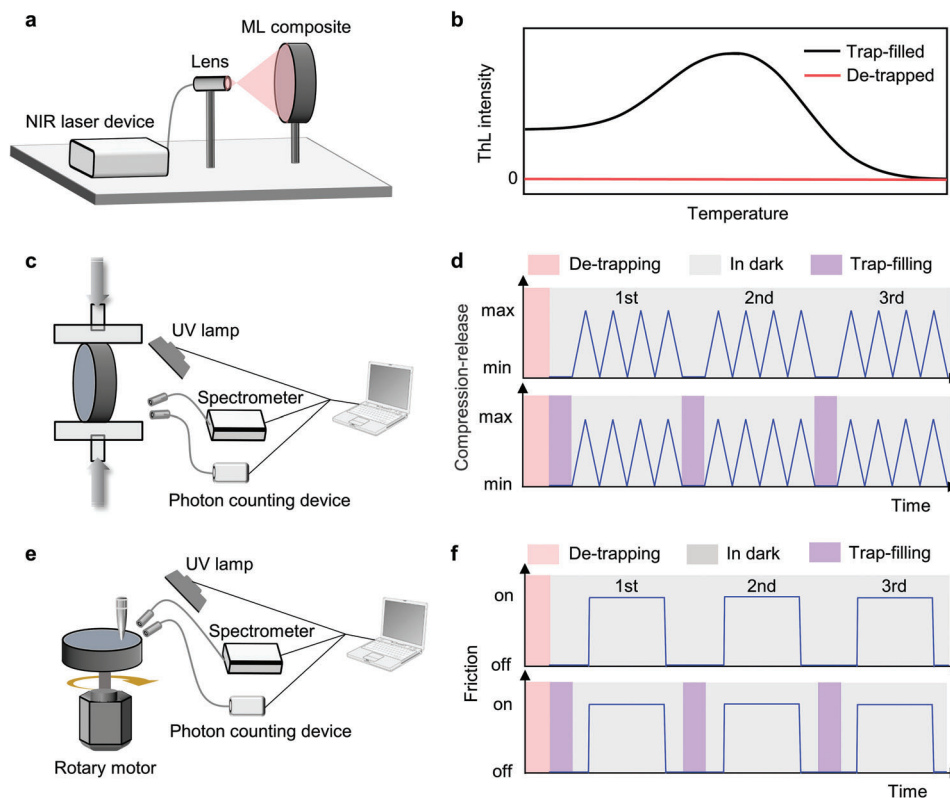 a
ML composite
Lens
NIR laser device
b
Trap-filled
De-trapped
ThL intensity
0
Temperature
c
UV lamp
Spectrometer
Photon counting device
d
De-trapping
In dark
Trap-filling
1st
2nd
3rd
max
min
max
min
Compression-release
Time
e
UV lamp
Spectrometer
Photon counting device
Rotary motor
f
De-trapping
In dark
Trap-filling
1st
2nd
3rd
on
off
on
off
Friction
Time